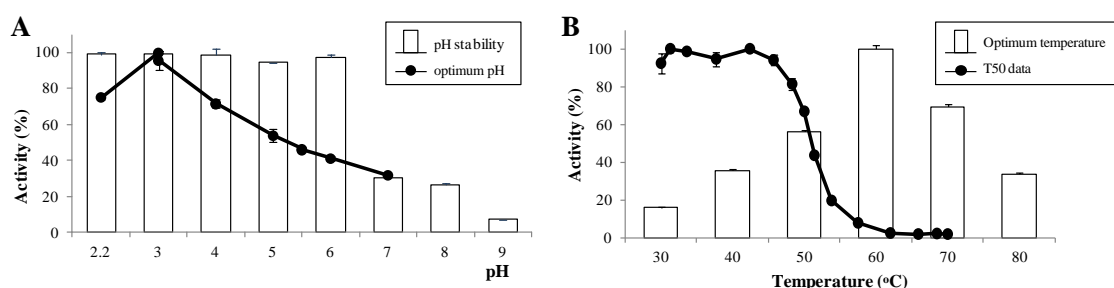 A
pH stability
optimum pH
Activity (%)
100
80
60
40
20
0
2.2 3 4 5 6 7 8 9
pH
B
Optimum temperature
T50 data
Activity (%)
100
80
60
40
20
0
30 40 50 60 70 80
Temperature (ºC)